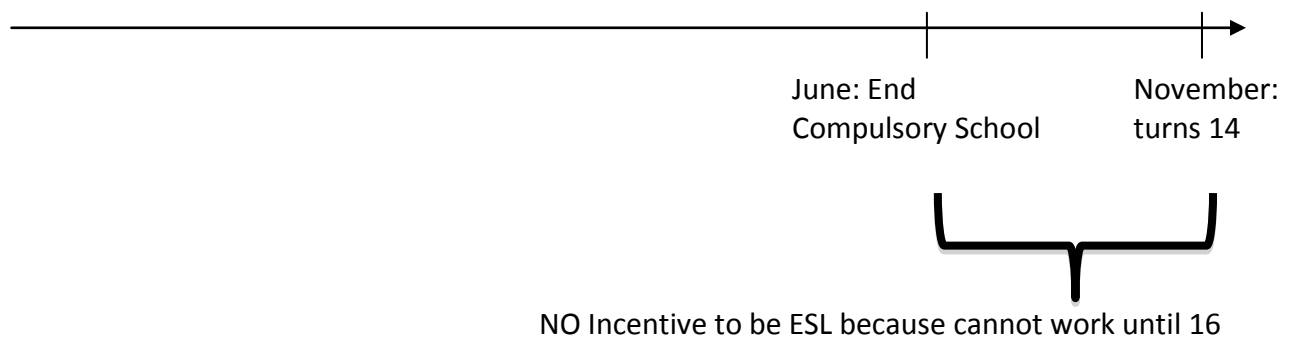 June: End
Compulsory School
November:
turns 14
NO Incentive to be ESL because cannot work until 16